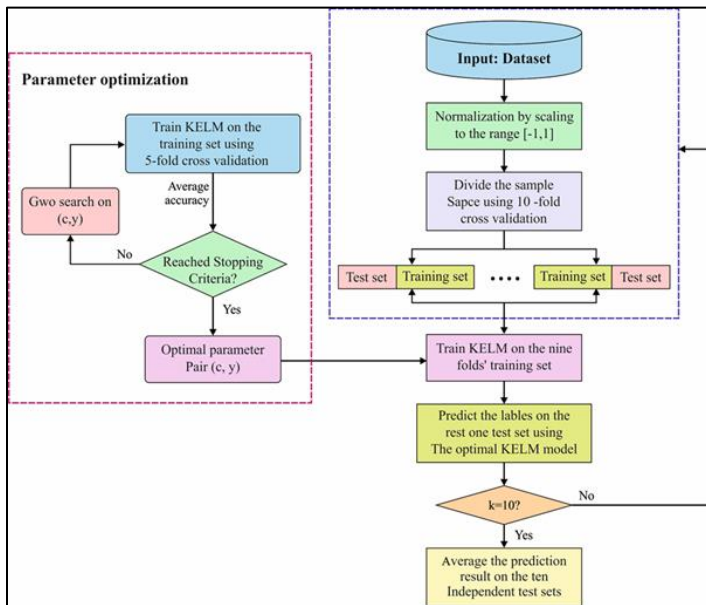 Parameter optimization
Train KELM on the
training set using
5-fold cross validation
Average
accuracy
Gwo search on
(c,y)
No
Reached Stopping
Criteria?
Yes
Optimal parameter
Pair (c, y)
Input: Dataset
Normalization by scaling
to the range [-1,1]
Divide the sample
Sapce using 10 -fold
cross validation
Test set Training set •••• Training set Test set
Train KELM on the nine
folds' training set
Predict the lables on the
rest one test set using
The optimal KELM model
k=10?
No
Yes
Average the prediction
result on the ten
Independent test sets